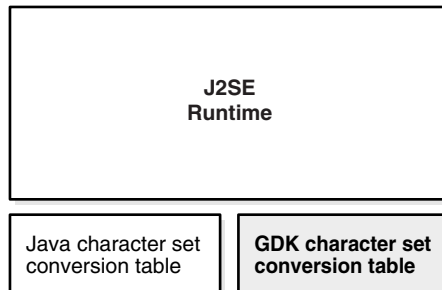 J2SE
Runtime
Java character set
conversion table
GDK character set
conversion table